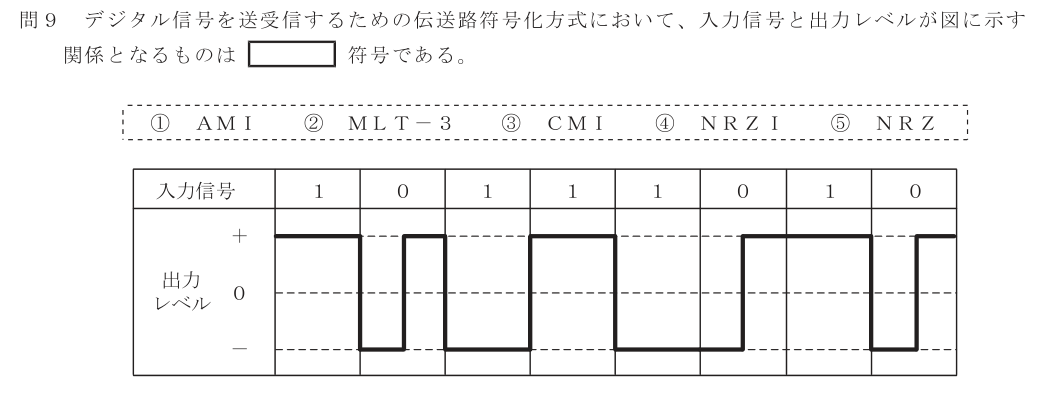 問９　デジタル信号を送受信するための伝送路符号化方式において、入力信号と出力レベルが図に示す
関係となるものは　　　　符号である。
①　ＡＭＩ　②　ＭＬＴ－３　③　ＣＭＩ　④　ＮＲＺＩ　⑤　ＮＲＺ
入力信号　1　0　1　1　1　0　1　0
＋
出力
レベル　0
－